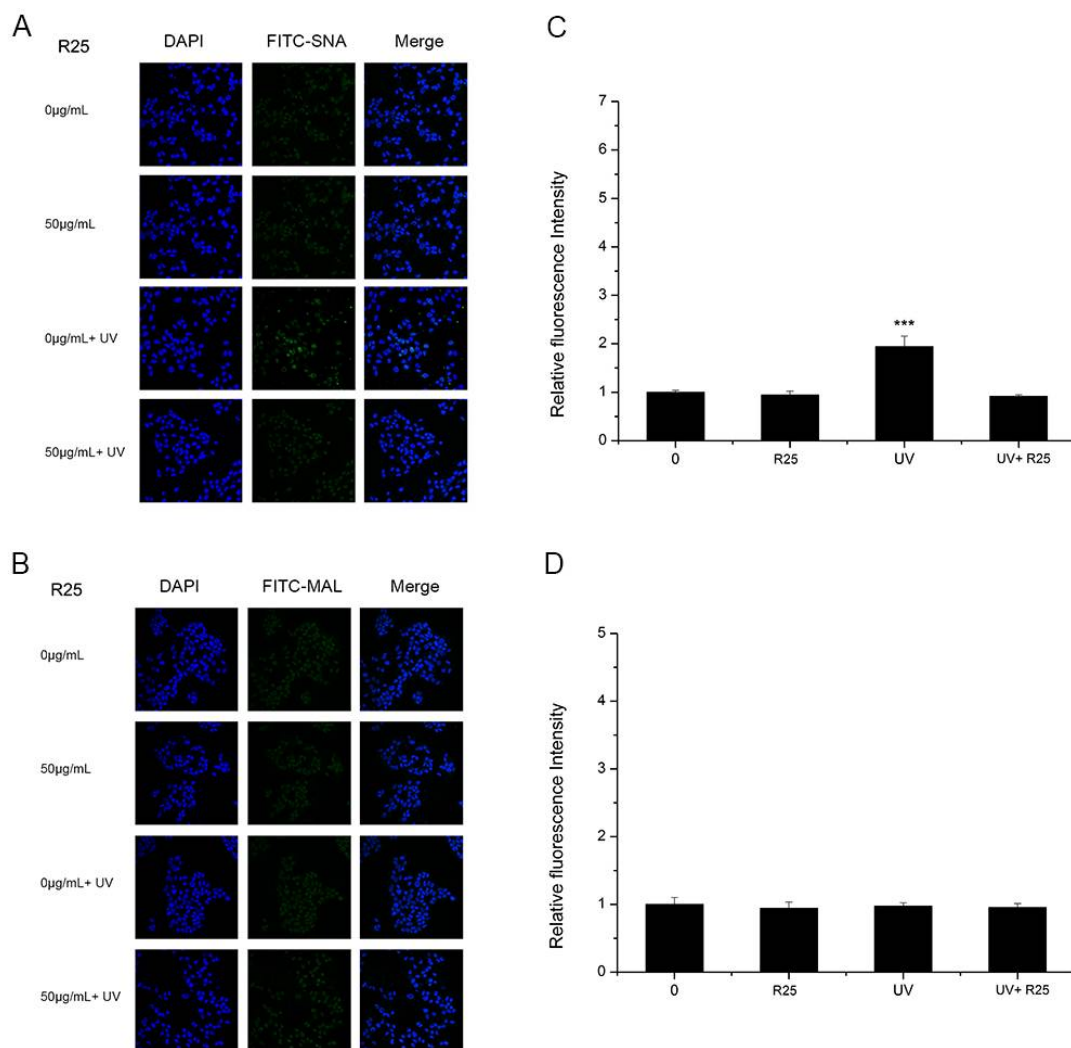 A
R25 DAPI FITC-SNA Merge
0µg/mL
50µg/mL
0µg/mL+ UV
50µg/mL+ UV
B
R25 DAPI FITC-MAL Merge
0µg/mL
50µg/mL
0µg/mL+ UV
50µg/mL+ UV
C
Relative fluorescence Intensity
7
6
5
4
3
2
1
0
***
0 R25 UV UV+ R25
D
Relative fluorescence Intensity
5
4
3
2
1
0
0 R25 UV UV+ R25